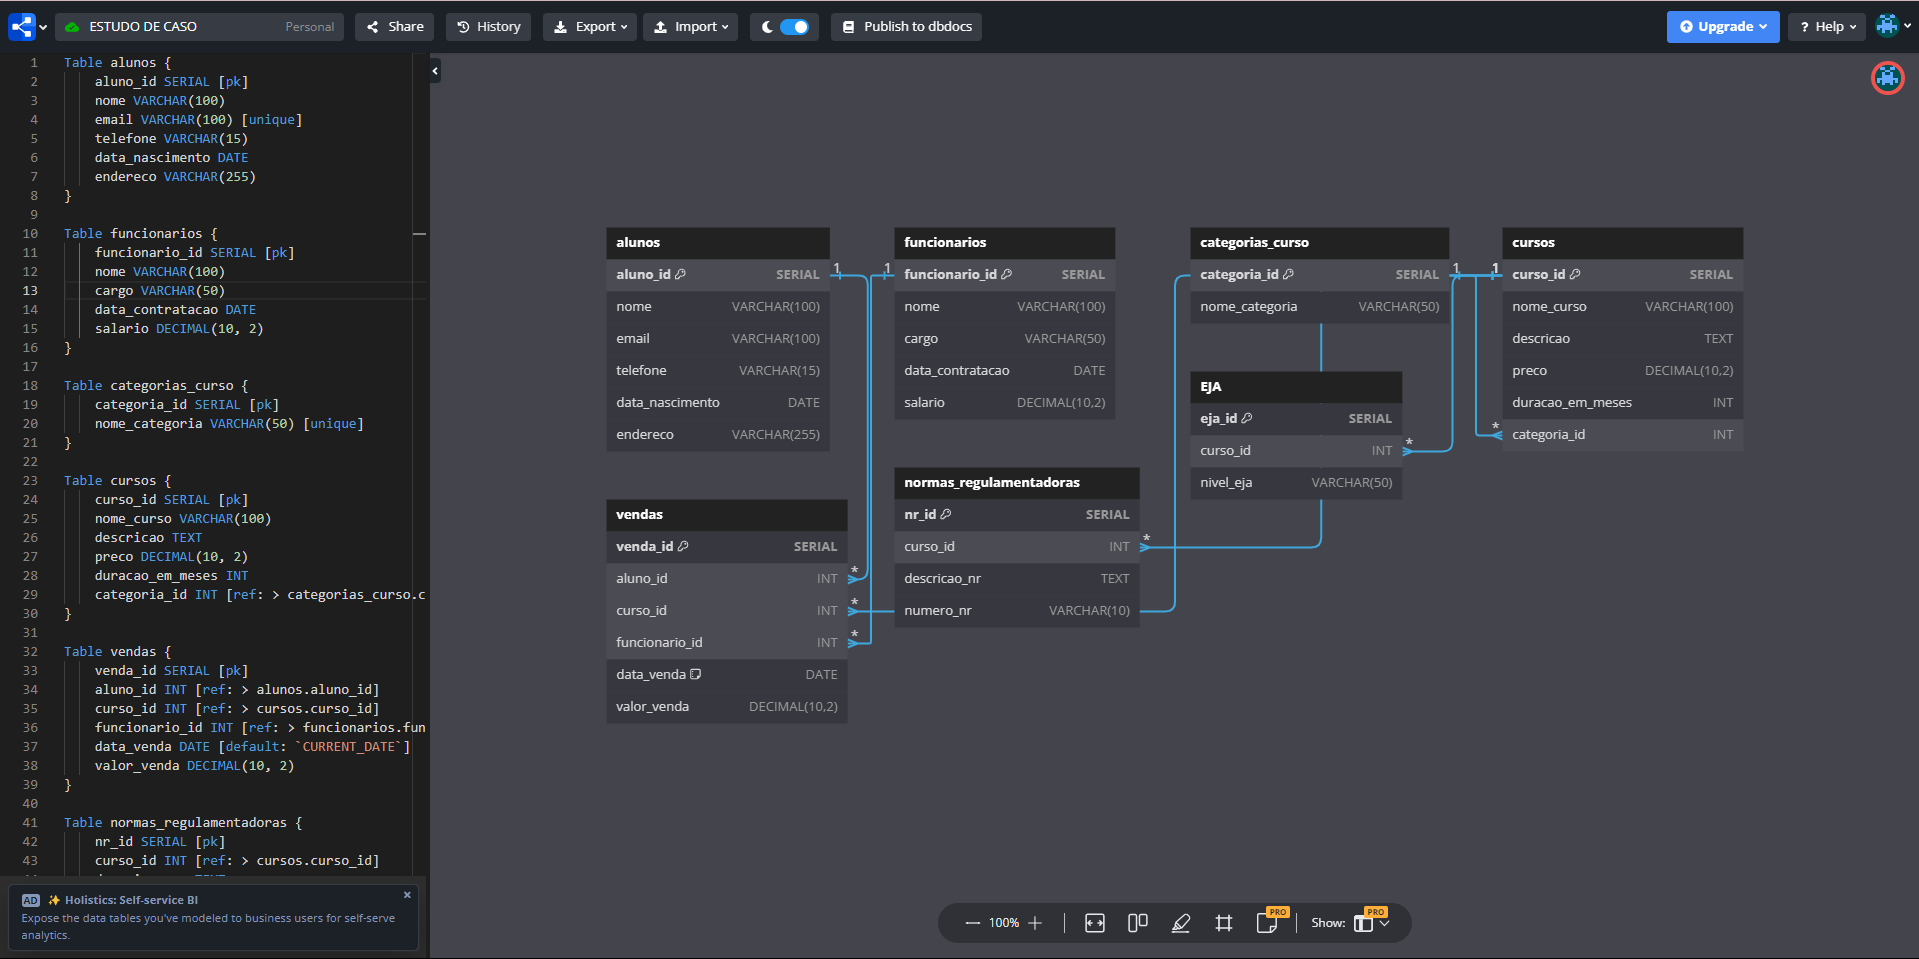 ESTUDO DE CASO
Personal
Share
History
Export
Import
Publish to dbdocs
Upgrade
? Help
1 Table alunos {
2 aluno_id SERIAL [pk]
3 nome VARCHAR(100)
4 email VARCHAR(100) [unique]
5 telefone VARCHAR(15)
6 data_nascimento DATE
7 endereco VARCHAR(255)
8 }
9
10 Table funcionarios {
11 funcionario_id SERIAL [pk]
12 nome VARCHAR(100)
13 cargo VARCHAR(50)
14 data_contratacao DATE
15 salario DECIMAL(10, 2)
16 }
17
18 Table categorias_curso {
19 categoria_id SERIAL [pk]
20 nome_categoria VARCHAR(50) [unique]
21 }
22
23 Table cursos {
24 curso_id SERIAL [pk]
25 nome_curso VARCHAR(100)
26 descricao TEXT
27 preco DECIMAL(10, 2)
28 duracao_em_meses INT
29 categoria_id INT [ref: > categorias_curso.c
30 }
31
32 Table vendas {
33 venda_id SERIAL [pk]
34 aluno_id INT [ref: > alunos.aluno_id]
35 curso_id INT [ref: > cursos.curso_id]
36 funcionario_id INT [ref: > funcionarios.fun
37 data_venda DATE [default: `CURRENT_DATE`]
38 valor_venda DECIMAL(10, 2)
39 }
40
41 Table normas_regulamentadoras {
42 nr_id SERIAL [pk]
43 curso_id INT [ref: > cursos.curso_id]
AD ✨ Holistics: Self-service BI
Expose the data tables you've modeled to business users for self-serve
analytics.
alunos
aluno_id SERIAL 1
nome VARCHAR(100)
email VARCHAR(100)
telefone VARCHAR(15)
data_nascimento DATE
endereco VARCHAR(255)
funcionarios
1 funcionario_id SERIAL
nome VARCHAR(100)
cargo VARCHAR(50)
data_contratacao DATE
salario DECIMAL(10,2)
categorias_curso
categoria_id SERIAL 1
nome_categoria VARCHAR(50)
cursos
1 curso_id SERIAL
nome_curso VARCHAR(100)
descricao TEXT
preco DECIMAL(10,2)
duracao_em_meses INT
* categoria_id INT
EJA
eja_id SERIAL
curso_id INT *
nivel_eja VARCHAR(50)
normas_regulamentadoras
nr_id SERIAL
curso_id INT *
descricao_nr TEXT
numero_nr VARCHAR(10)
vendas
venda_id SERIAL
aluno_id INT *
curso_id INT *
funcionario_id INT *
data_venda DATE
valor_venda DECIMAL(10,2)
100%
PRO
Show:
PRO